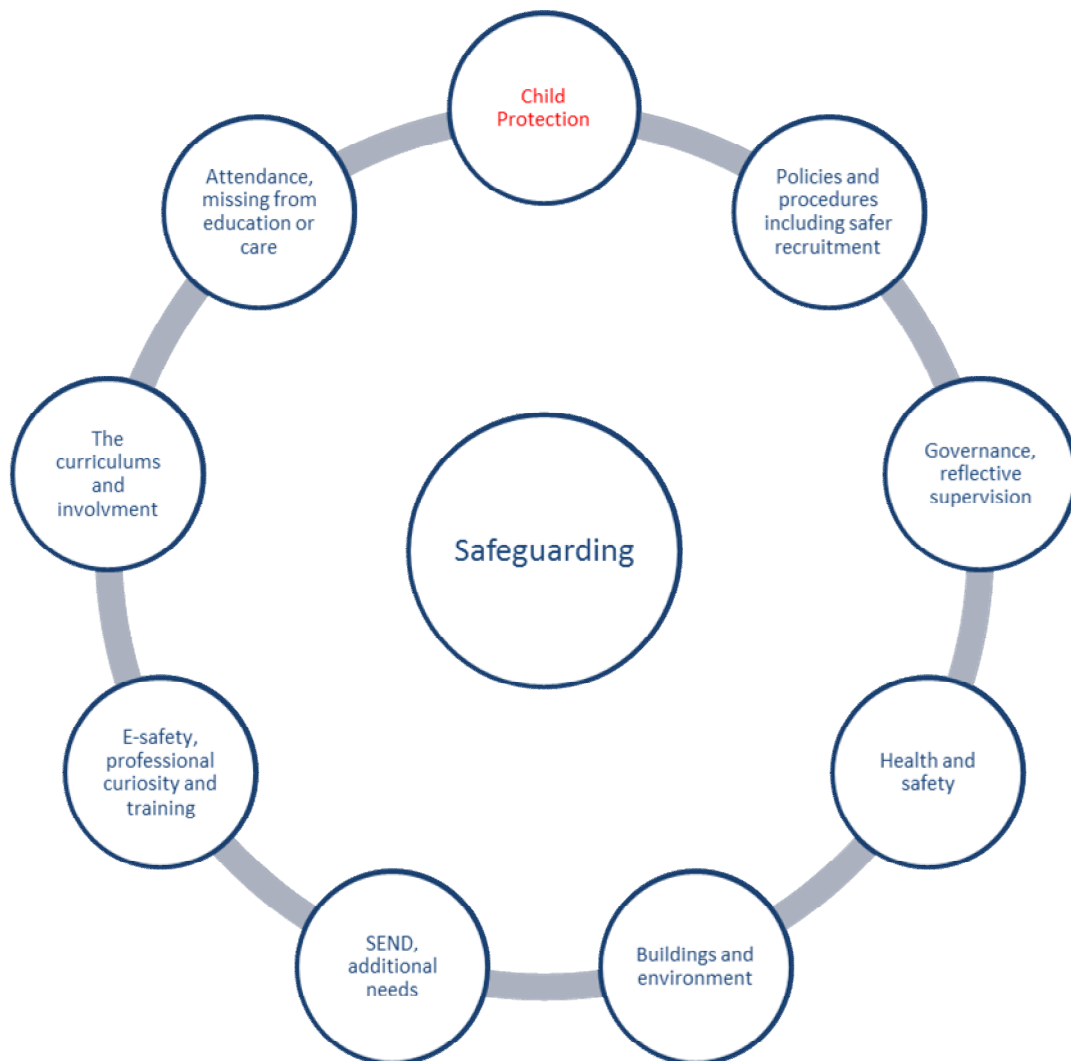 Child
Protection
Policies and
procedures
including safer
recruitment
Governance,
reflective
supervision
Health and
safety
Buildings and
environment
SEND,
additional
needs
E-safety,
professional
curiosity and
training
The
curriculums
and
involvment
Attendance,
missing from
education or
care
Safeguarding